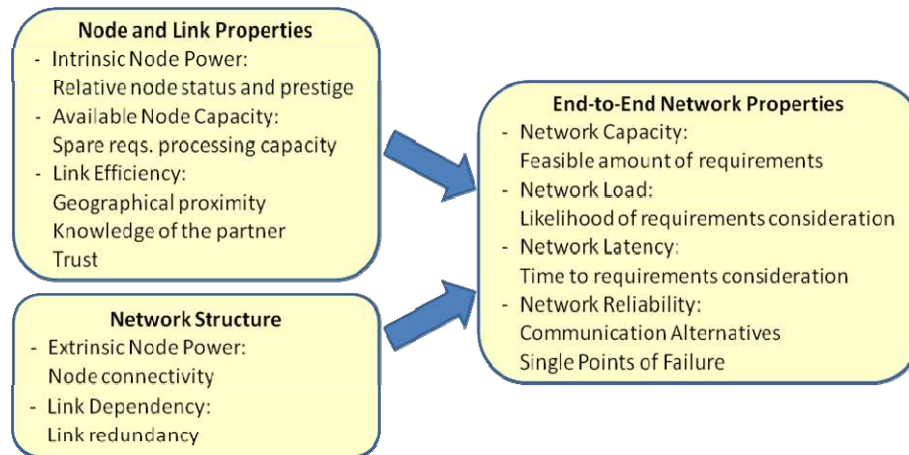 Node and Link Properties
- Intrinsic Node Power:
Relative node status and prestige
- Available Node Capacity:
Spare reqs. processing capacity
- Link Efficiency:
Geographical proximity
Knowledge of the partner
Trust
Network Structure
- Extrinsic Node Power:
Node connectivity
- Link Dependency:
Link redundancy
End-to-End Network Properties
- Network Capacity:
Feasible amount of requirements
- Network Load:
Likelihood of requirements consideration
- Network Latency:
Time to requirements consideration
- Network Reliability:
Communication Alternatives
Single Points of Failure